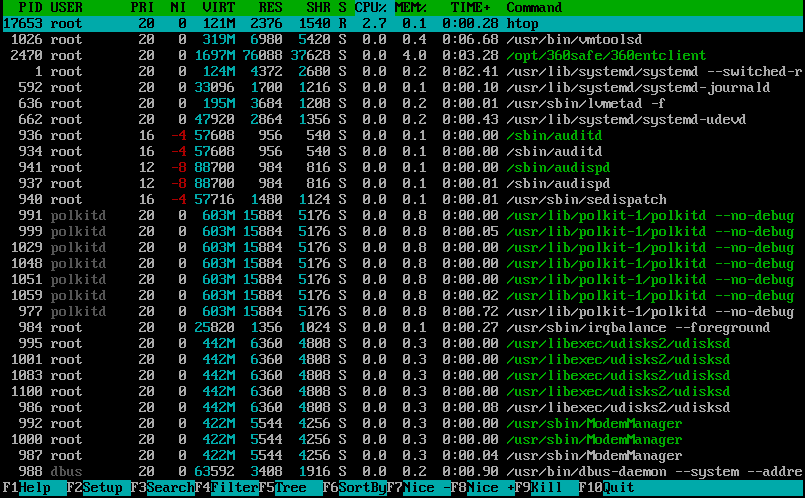 PID USER PRI NI VIRT RES SHR S CPU% MEM% TIME+ Command
17653 root 20 0 121M 2376 1540 R 2.7 0.1 0:00.28 htop
1026 root 20 0 319M 6980 5420 S 0.0 0.4 0:06.68 /usr/bin/vmtoolsd
2470 root 20 0 1697M 76088 37628 S 0.0 4.0 0:03.28 /opt/360safe/360entclient
1 root 20 0 124M 4372 2680 S 0.0 0.2 0:02.41 /usr/lib/systemd/systemd --switched-r
592 root 20 0 33096 1700 1216 S 0.0 0.1 0:00.10 /usr/lib/systemd/systemd-journald
636 root 20 0 195M 3684 1208 S 0.0 0.2 0:00.01 /usr/sbin/lvmetad -f
662 root 20 0 47920 2864 1356 S 0.0 0.2 0:00.43 /usr/lib/systemd/systemd-udevd
936 root 16 -4 57608 956 540 S 0.0 0.1 0:00.00 /sbin/auditd
934 root 16 -4 57608 956 540 S 0.0 0.1 0:00.00 /sbin/auditd
941 root 12 -8 88700 984 816 S 0.0 0.1 0:00.00 /sbin/audispd
937 root 12 -8 88700 984 816 S 0.0 0.1 0:00.01 /sbin/audispd
940 root 16 -4 57716 1480 1124 S 0.0 0.1 0:00.01 /usr/sbin/sedispatch
991 polkitd 20 0 603M 15884 5176 S 0.0 0.8 0:00.00 /usr/lib/polkit-1/polkitd --no-debug
999 polkitd 20 0 603M 15884 5176 S 0.0 0.8 0:00.05 /usr/lib/polkit-1/polkitd --no-debug
1029 polkitd 20 0 603M 15884 5176 S 0.0 0.8 0:00.00 /usr/lib/polkit-1/polkitd --no-debug
1048 polkitd 20 0 603M 15884 5176 S 0.0 0.8 0:00.00 /usr/lib/polkit-1/polkitd --no-debug
1051 polkitd 20 0 603M 15884 5176 S 0.0 0.8 0:00.00 /usr/lib/polkit-1/polkitd --no-debug
1059 polkitd 20 0 603M 15884 5176 S 0.0 0.8 0:00.02 /usr/lib/polkit-1/polkitd --no-debug
977 polkitd 20 0 603M 15884 5176 S 0.0 0.8 0:00.72 /usr/lib/polkit-1/polkitd --no-debug
984 root 20 0 25820 1356 1024 S 0.0 0.1 0:00.27 /usr/sbin/irqbalance --foreground
995 root 20 0 442M 6360 4808 S 0.0 0.3 0:00.00 /usr/libexec/udisks2/udisksd
1001 root 20 0 442M 6360 4808 S 0.0 0.3 0:00.00 /usr/libexec/udisks2/udisksd
1083 root 20 0 442M 6360 4808 S 0.0 0.3 0:00.00 /usr/libexec/udisks2/udisksd
1100 root 20 0 442M 6360 4808 S 0.0 0.3 0:00.00 /usr/libexec/udisks2/udisksd
986 root 20 0 442M 6360 4808 S 0.0 0.3 0:00.08 /usr/libexec/udisks2/udisksd
992 root 20 0 422M 5544 4256 S 0.0 0.3 0:00.00 /usr/sbin/ModemManager
1000 root 20 0 422M 5544 4256 S 0.0 0.3 0:00.00 /usr/sbin/ModemManager
987 root 20 0 422M 5544 4256 S 0.0 0.3 0:00.04 /usr/sbin/ModemManager
988 dbus 20 0 63592 3408 1916 S 0.0 0.2 0:00.90 /usr/bin/dbus-daemon --system --addre
F1Help F2Setup F3SearchF4FilterF5Tree F6SortByF7Nice -F8Nice +F9Kill F10Quit